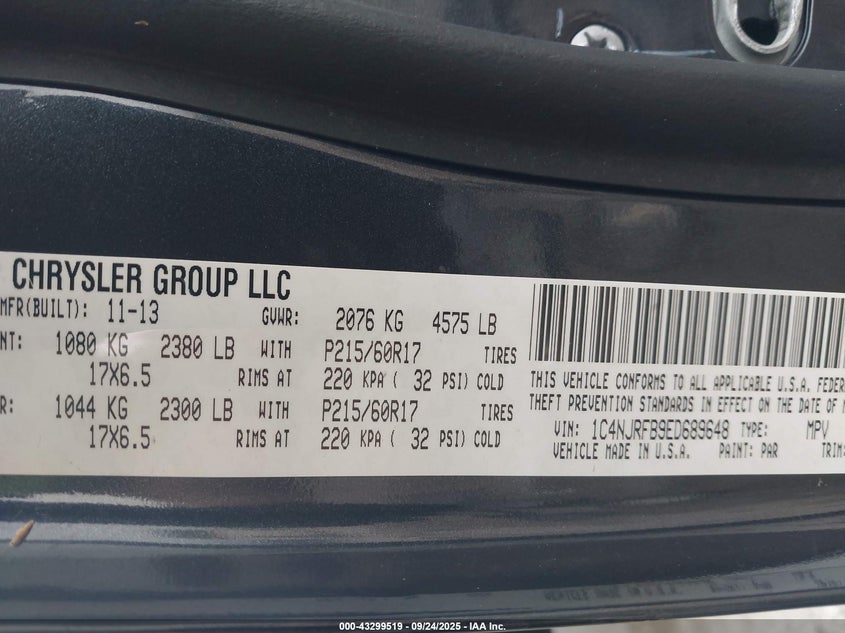 CHRYSLER GROUP LLC
MFR(BUILT): 11-13 GVWR: 2076 KG 4575 LB
NT: 1080 KG 2380 LB WITH P215/60R17 TIRES
17X6.5 RIMS AT 220 KPA ( 32 PSI) COLD
R: 1044 KG 2300 LB WITH P215/60R17 TIRES
17X6.5 RIMS AT 220 KPA ( 32 PSI) COLD
THIS VEHICLE CONFORMS TO ALL APPLICABLE U.S.A. FEDER
THEFT PREVENTION STANDARDS IN EFFECT ON THE DATE O
VIN: 1C4NJRFB9ED689648 TYPE: MPV
VEHICLE MADE IN U.S.A. PAINT: PAR TRIM:
000-43299519 - 09/24/2025 - IAA Inc.